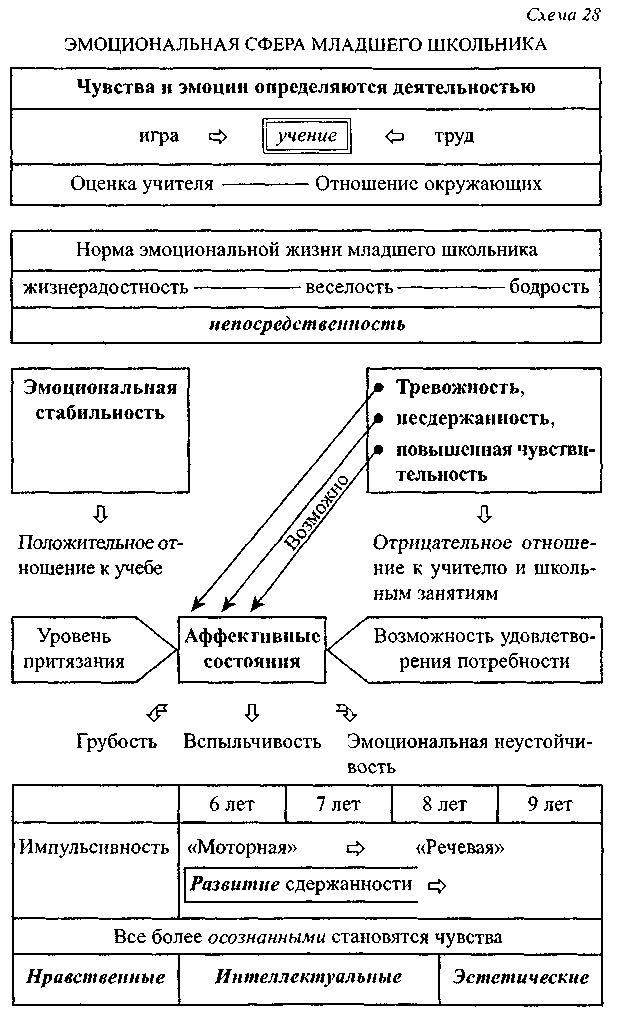 Схема 28
ЭМОЦИОНАЛЬНАЯ СФЕРА МЛАДШЕГО ШКОЛЬНИКА
Чувства и эмоции определяются деятельностью
игра ⇨ учение ⇦ труд
Оценка учителя ——— Отношение окружающих
Норма эмоциональной жизни младшего школьника
жизнерадостность ——— веселость ——— бодрость
непосредственность
Эмоциональная
стабильность
• Тревожность,
• несдержанность,
• повышенная чувстви-
тельность
Возможно
Положительное от-
ношение к учебе
Отрицательное отноше-
ние к учителю и школь-
ным занятиям
Уровень
притязания
Аффективные
состояния
Возможность удовлетво-
рения потребности
Грубость Вспыльчивость Эмоциональная неустойчи-
вость
6 лет 7 лет 8 лет 9 лет
Импульсивность «Моторная» ⇨ «Речевая»
Развитие сдержанности ⇨
Все более осознанными становятся чувства
Нравственные Интеллектуальные Эстетические